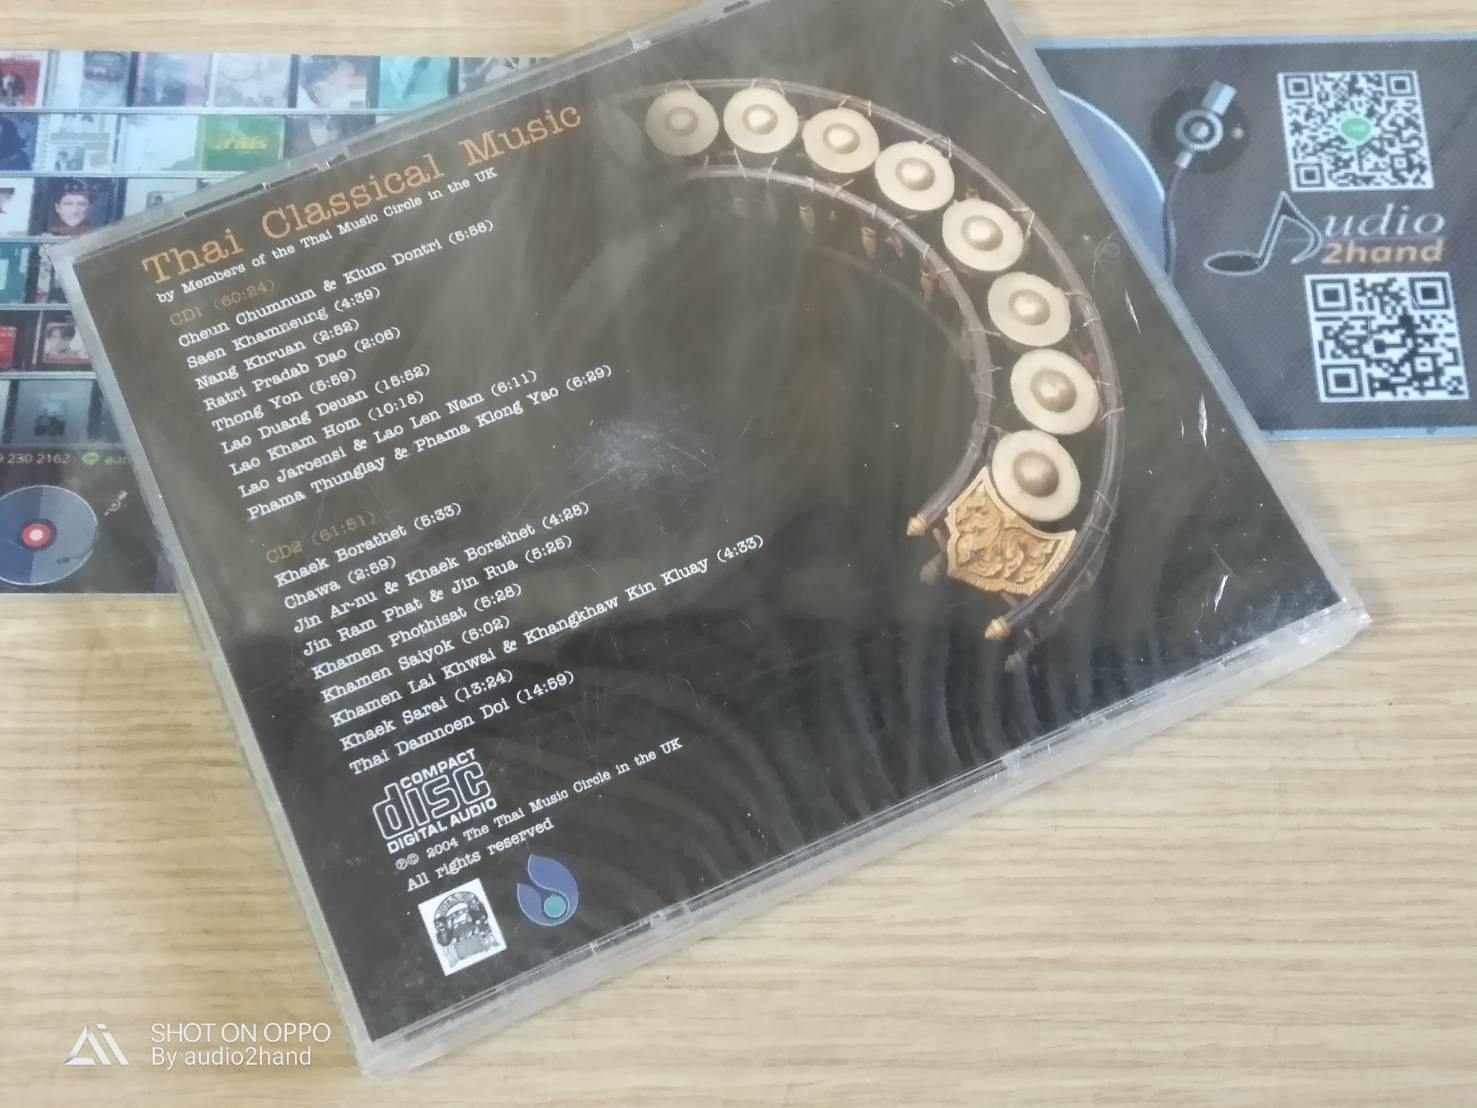 Thai Classical Music
by Members of the Thai Music Circle in the UK
CD1 (60:24)
Cheun Chumnum & Klum Dontri (5:58)
Saen Khamneung (4:39)
Nang Khruan (2:52)
Ratri Pradab Dao (2:06)
Thong Yon (5:59)
Lao Duang Deuan (15:52)
Lao Kham Hom (10:18)
Lao Jaroensi & Lao Len Nam (6:11)
Phama Thunglay & Phama Klong Yao (6:29)
CD2 (61:51)
Khaek Borathet (5:33)
Chawa (2:59)
Jin Ar-nu & Khaek Borathet (4:28)
Jin Ram Phat & Jin Rua (5:25)
Khamen Phothisat (5:28)
Khamen Saiyok (5:02)
Khamen Lai Khwai & Khangkhaw Kin Kluay (4:33)
Khaek Sarai (13:24)
Thai Damnoen Doi (14:59)
COMPACT
disc
DIGITAL AUDIO
℗© 2004 The Thai Music Circle in the UK
All rights reserved
udio
2hand
9 230 2162
SHOT ON OPPO
By audio2hand